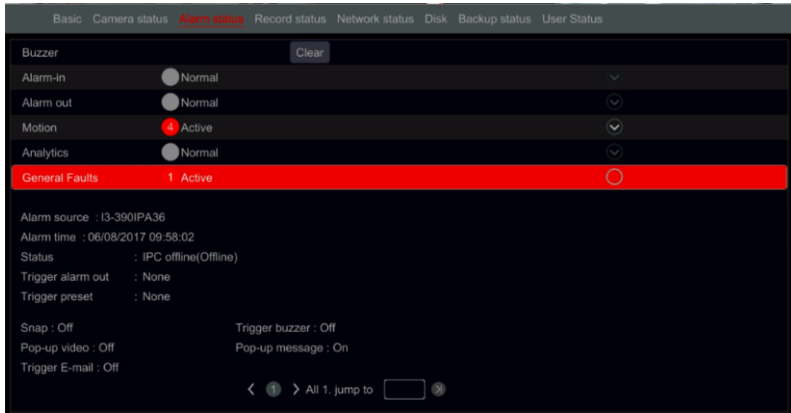 Basic Camera status Alarm status Record status Network status Disk Backup status User Status
Buzzer Clear
Alarm-in Normal
Alarm out Normal
Motion 4 Active
Analytics Normal
General Faults 1 Active
Alarm source : I3-390IPA36
Alarm time : 06/08/2017 09:58:02
Status : IPC offline(Offline)
Trigger alarm out : None
Trigger preset : None
Snap : Off Trigger buzzer : Off
Pop-up video : Off Pop-up message : On
Trigger E-mail : Off
1 All 1. jump to